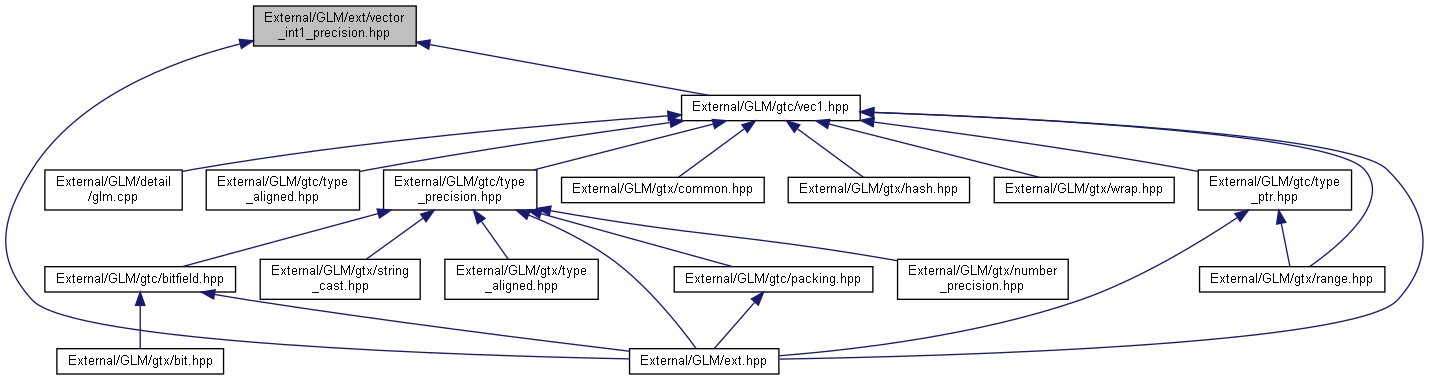 External/GLM/ext/vector
_int1_precision.hpp
External/GLM/gtc/vec1.hpp
External/GLM/detail
/glm.cpp
External/GLM/gtc/type
_aligned.hpp
External/GLM/gtc/type
_precision.hpp
External/GLM/gtx/common.hpp
External/GLM/gtx/hash.hpp
External/GLM/gtx/wrap.hpp
External/GLM/gtc/type
_ptr.hpp
External/GLM/gtc/bitfield.hpp
External/GLM/gtx/string
_cast.hpp
External/GLM/gtx/type
_aligned.hpp
External/GLM/gtc/packing.hpp
External/GLM/gtx/number
_precision.hpp
External/GLM/gtx/range.hpp
External/GLM/gtx/bit.hpp
External/GLM/ext.hpp